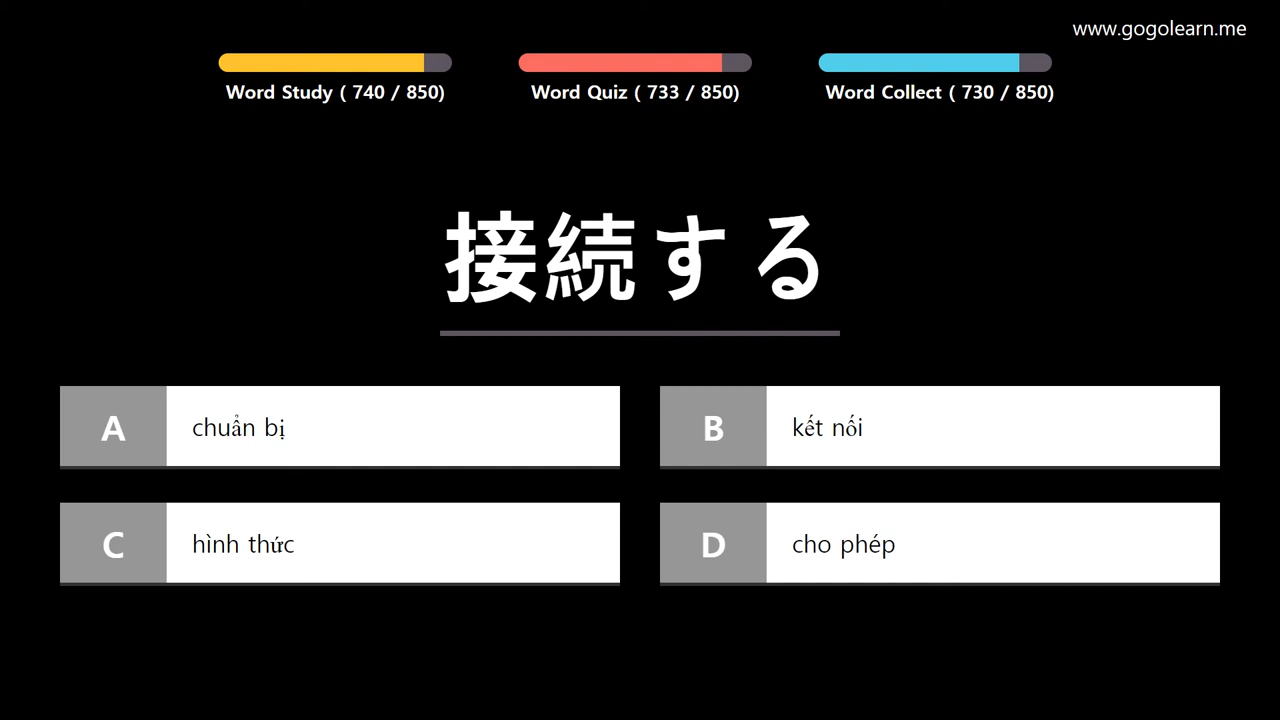 www.gogolearn.me
Word Study ( 740 / 850)
Word Quiz ( 733 / 850)
Word Collect ( 730 / 850)
接続する
A
chuẩn bị
B
kết nối
C
hình thức
D
cho phép